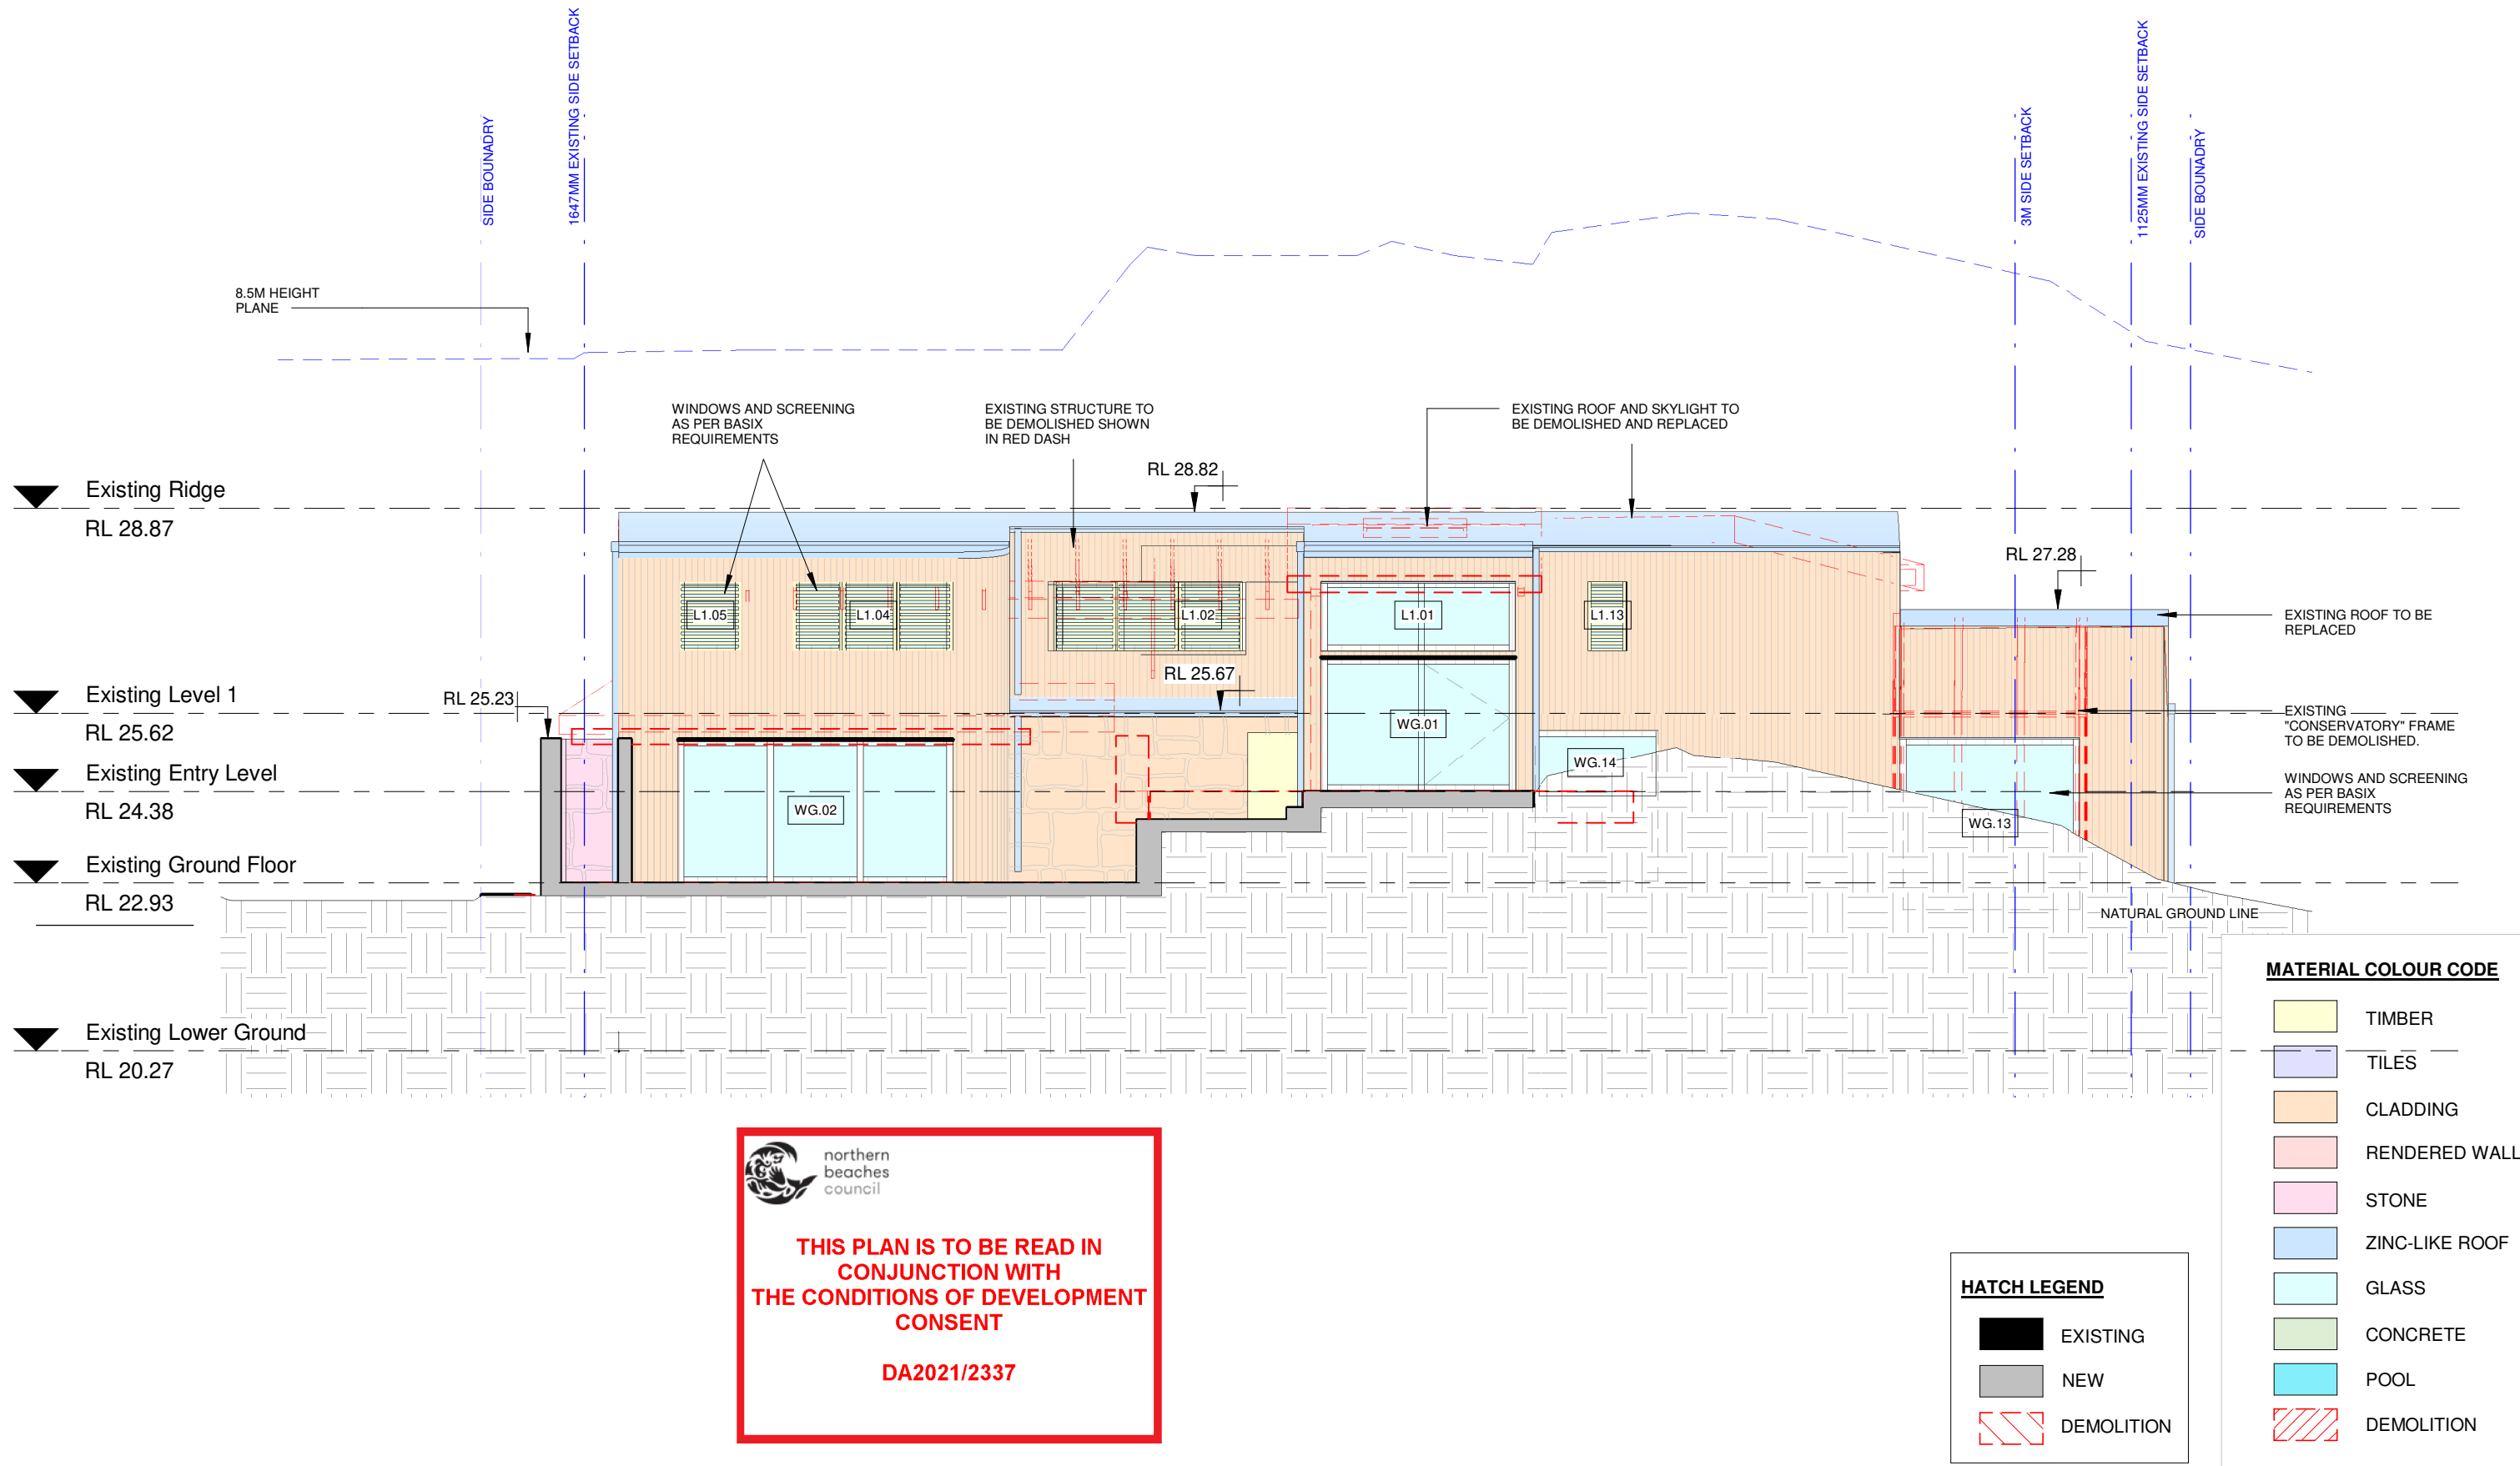 SIDE BOUNADRY
1647MM EXISTING SIDE SETBACK
3M SIDE SETBACK
1125MM EXISTING SIDE SETBACK
SIDE BOUNADRY
8.5M HEIGHT
PLANE
WINDOWS AND SCREENING
AS PER BASIX
REQUIREMENTS
EXISTING STRUCTURE TO
BE DEMOLISHED SHOWN
IN RED DASH
EXISTING ROOF AND SKYLIGHT TO
BE DEMOLISHED AND REPLACED
RL 28.82
Existing Ridge
RL 28.87
RL 27.28
L1.05
L1.04
L1.02
L1.01
L1.13
EXISTING ROOF TO BE
REPLACED
RL 25.67
Existing Level 1
RL 25.62
RL 25.23
WG.01
EXISTING
"CONSERVATORY" FRAME
TO BE DEMOLISHED.
WG.14
Existing Entry Level
RL 24.38
WINDOWS AND SCREENING
AS PER BASIX
REQUIREMENTS
WG.02
WG.13
Existing Ground Floor
RL 22.93
NATURAL GROUND LINE
Existing Lower Ground
RL 20.27
MATERIAL COLOUR CODE
TIMBER
TILES
CLADDING
RENDERED WALL
STONE
ZINC-LIKE ROOF
GLASS
CONCRETE
POOL
DEMOLITION
HATCH LEGEND
EXISTING
NEW
DEMOLITION
northern
beaches
council
THIS PLAN IS TO BE READ IN
CONJUNCTION WITH
THE CONDITIONS OF DEVELOPMENT
CONSENT
DA2021/2337